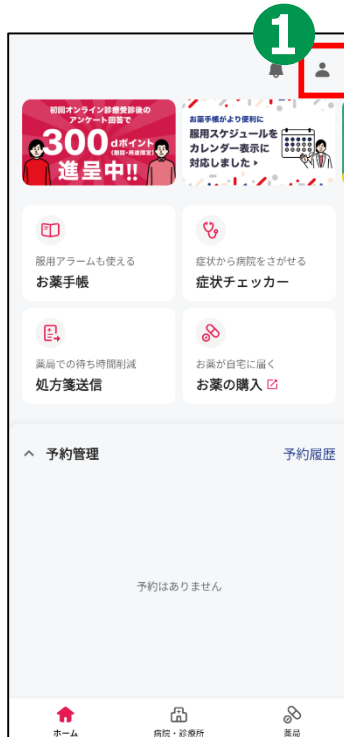 1
初回オンライン診療受診後の
アンケート回答で
300 dポイント
(期間・用途限定)
進呈中!!
お薬手帳がより便利に
服用スケジュールを
カレンダー表示に
対応しました
服用アラームも使える
お薬手帳
症状から病院をさがせる
症状チェッカー
薬局での待ち時間削減
処方箋送信
お薬が自宅に届く
お薬の購入
予約管理
予約履歴
予約はありません
ホーム
病院・診療所
薬局